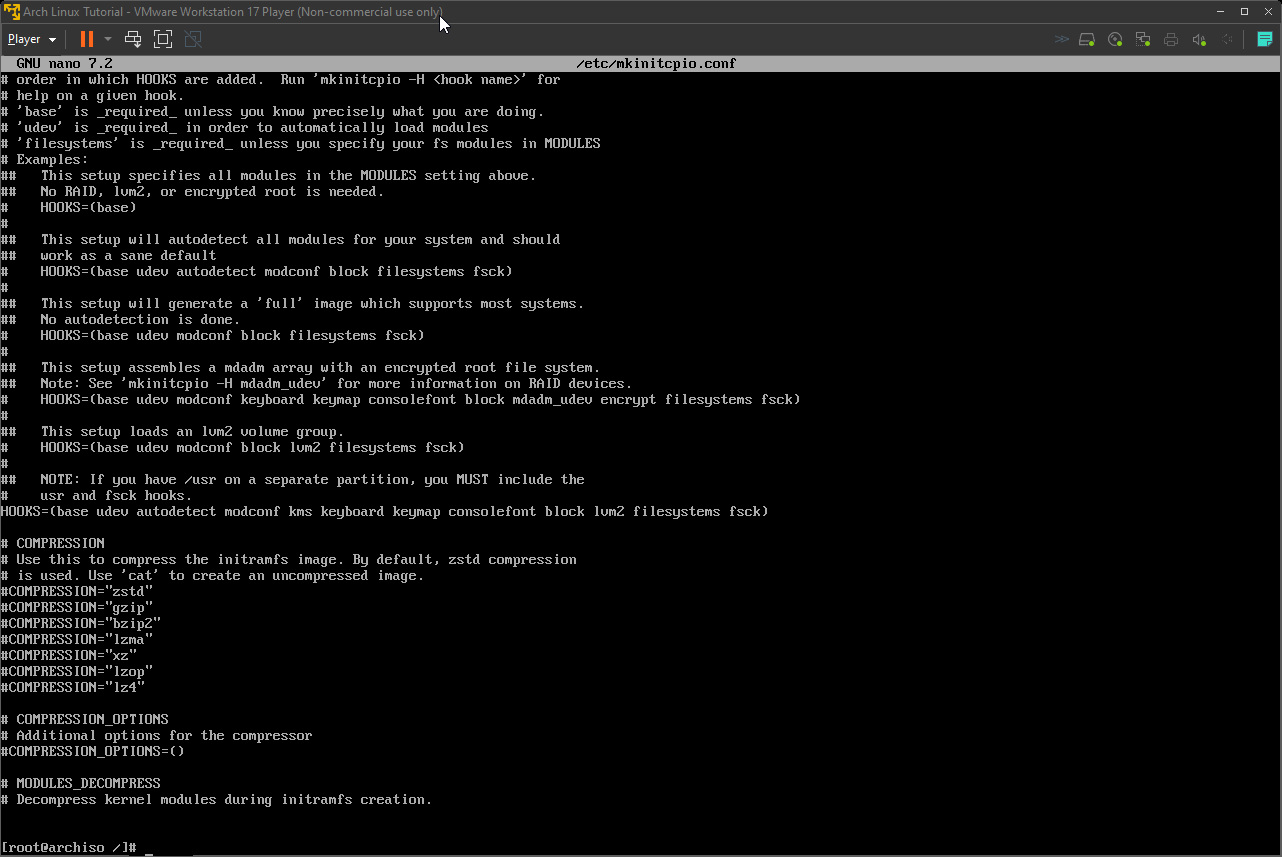 Arch Linux Tutorial - VMware Workstation 17 Player (Non-commercial use only)
Player
GNU nano 7.2 /etc/mkinitcpio.conf
# order in which HOOKS are added.  Run 'mkinitcpio -H <hook name>' for
# help on a given hook.
# 'base' is _required_ unless you know precisely what you are doing.
# 'udev' is _required_ in order to automatically load modules
# 'filesystems' is _required_ unless you specify your fs modules in MODULES
# Examples:
##   This setup specifies all modules in the MODULES setting above.
##   No RAID, lvm2, or encrypted root is needed.
#    HOOKS=(base)
#
##   This setup will autodetect all modules for your system and should
##   work as a sane default
#    HOOKS=(base udev autodetect modconf block filesystems fsck)
#
##   This setup will generate a 'full' image which supports most systems.
##   No autodetection is done.
#    HOOKS=(base udev modconf block filesystems fsck)
#
##   This setup assembles a mdadm array with an encrypted root file system.
##   Note: See 'mkinitcpio -H mdadm_udev' for more information on RAID devices.
#    HOOKS=(base udev modconf keyboard keymap consolefont block mdadm_udev encrypt filesystems fsck)
#
##   This setup loads an lvm2 volume group.
#    HOOKS=(base udev modconf block lvm2 filesystems fsck)
#
##   NOTE: If you have /usr on a separate partition, you MUST include the
#    usr and fsck hooks.
HOOKS=(base udev autodetect modconf kms keyboard keymap consolefont block lvm2 filesystems fsck)
# COMPRESSION
# Use this to compress the initramfs image. By default, zstd compression
# is used. Use 'cat' to create an uncompressed image.
#COMPRESSION="zstd"
#COMPRESSION="gzip"
#COMPRESSION="bzip2"
#COMPRESSION="lzma"
#COMPRESSION="xz"
#COMPRESSION="lzop"
#COMPRESSION="lz4"
# COMPRESSION_OPTIONS
# Additional options for the compressor
#COMPRESSION_OPTIONS=()
# MODULES_DECOMPRESS
# Decompress kernel modules during initramfs creation.
[root@archiso /]# _